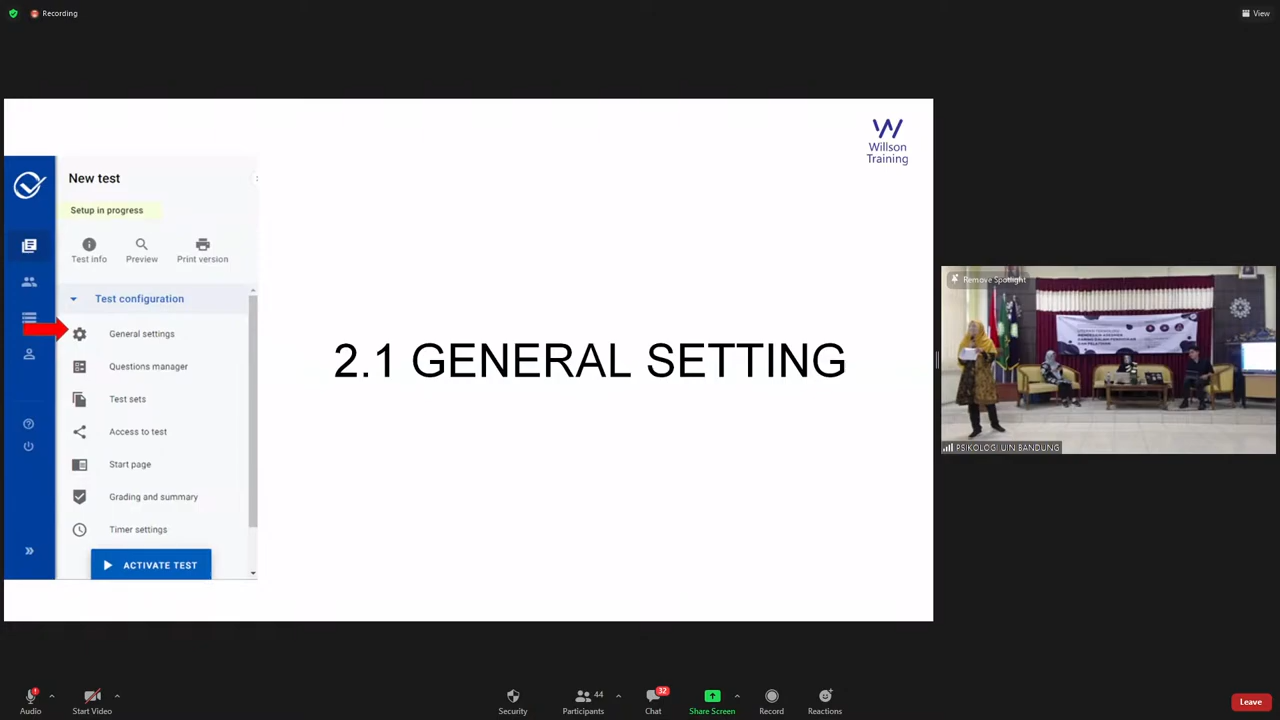 Recording
View
Willson
Training
New test
Setup in progress
Test info
Preview
Print version
Test configuration
General settings
Questions manager
Test sets
Access to test
Start page
Grading and summary
Timer settings
ACTIVATE TEST
2.1 GENERAL SETTING
Remove Spotlight
PSIKOLOGI UIN BANDUNG
Audio
Start Video
Security
44
Participants
32
Chat
Share Screen
Record
Reactions
Leave